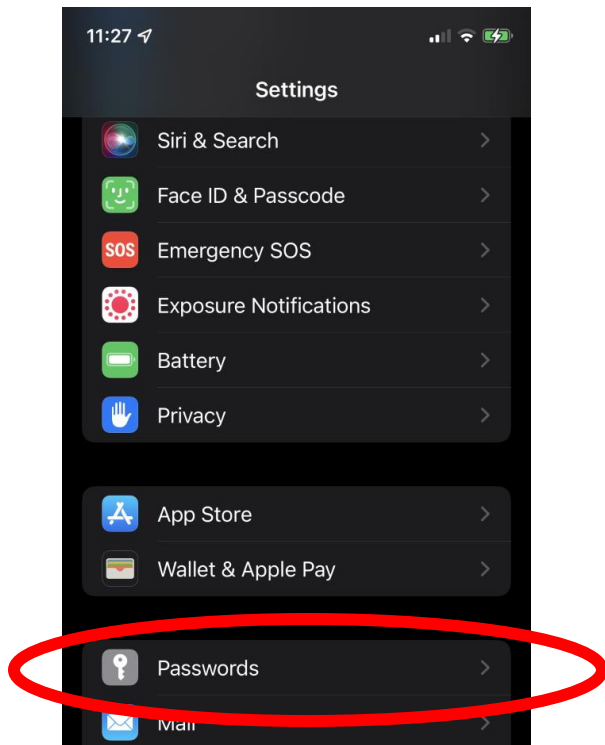 11:27
Settings
Siri & Search
Face ID & Passcode
SOS Emergency SOS
Exposure Notifications
Battery
Privacy
App Store
Wallet & Apple Pay
Passwords
Mail